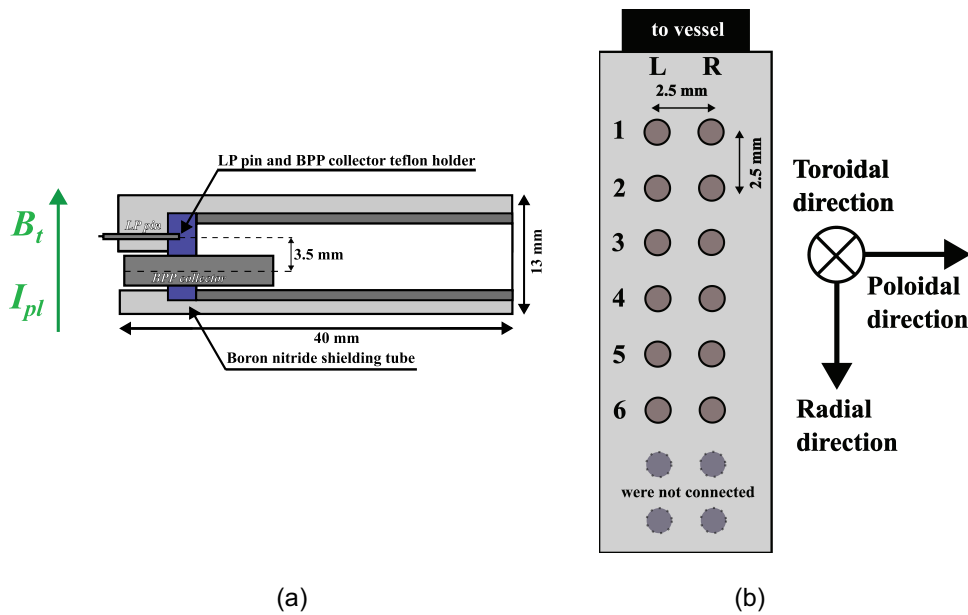 LP pin and BPP collector teflon holder
B_t
LP pin
3.5 mm
13 mm
BPP collector
I_pl
40 mm
Boron nitride shielding tube
(a)
to vessel
L R
2.5 mm
1
2.5 mm
2
3
4
5
6
were not connected
Toroidal
direction
Poloidal
direction
Radial
direction
(b)